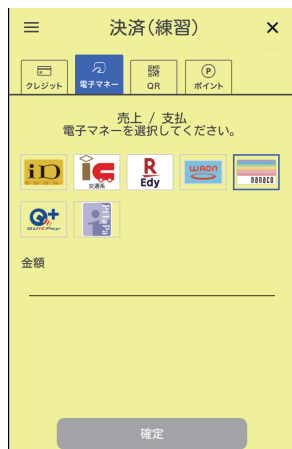 決済(練習)
クレジット 電子マネー QR ポイント
売上 / 支払
電子マネーを選択してください。
iD 交通系 R Edy WAON nanaco
Q+ QUICPay PiTaPa
金額
確定